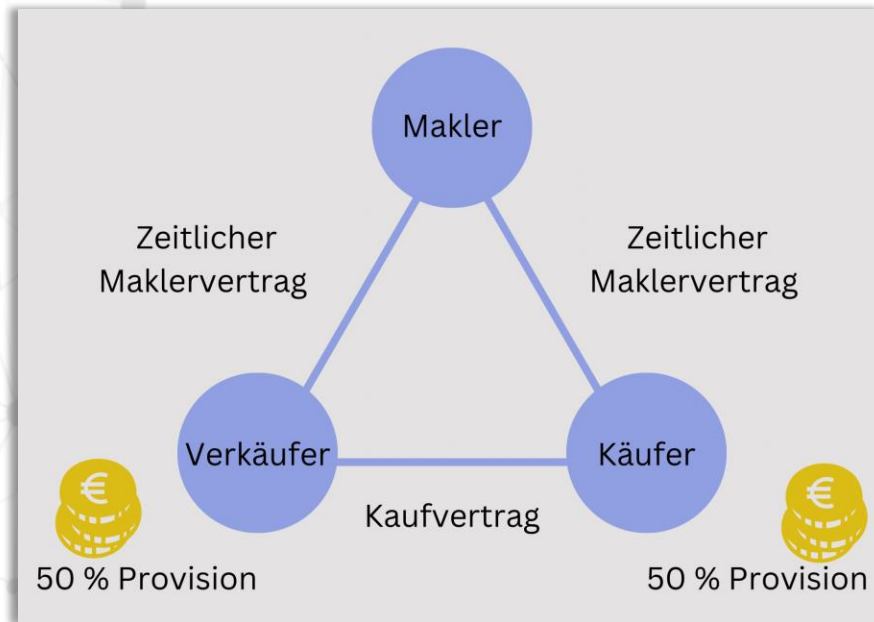 Makler
Zeitlicher
Maklervertrag
Zeitlicher
Maklervertrag
Verkäufer
Käufer
Kaufvertrag
€
€
50 % Provision
50 % Provision